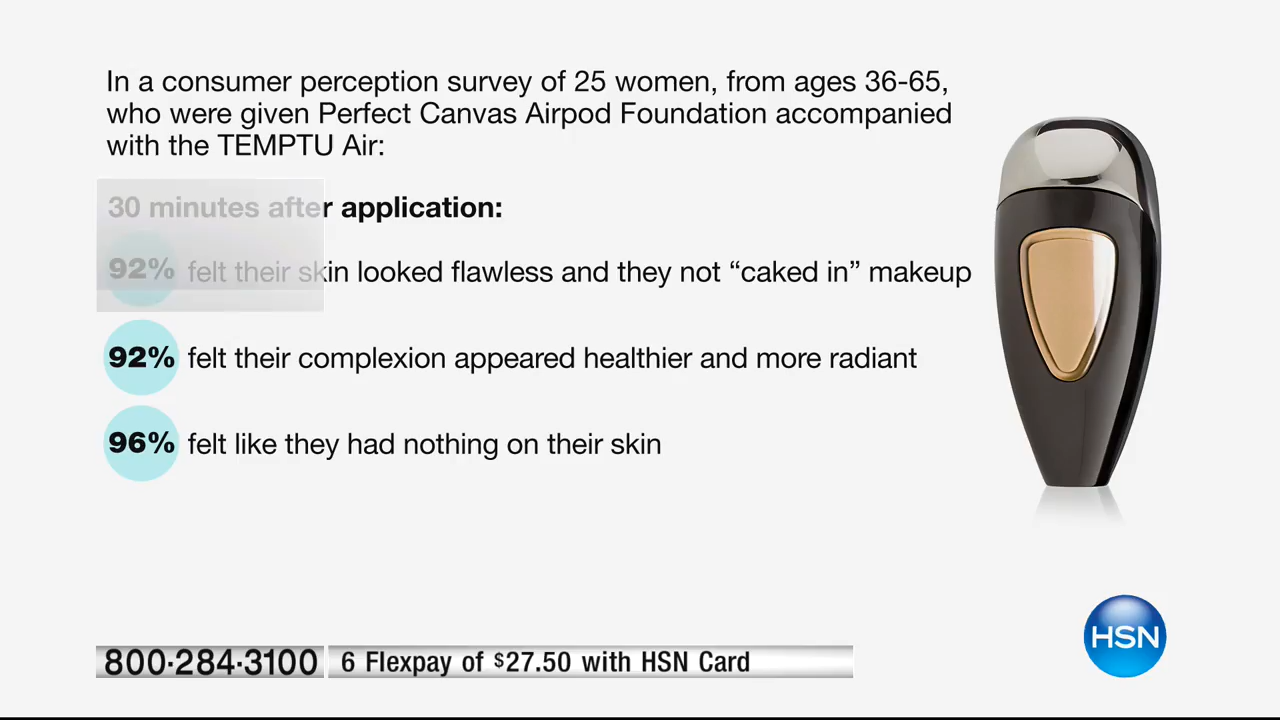 In a consumer perception survey of 25 women, from ages 36-65,
who were given Perfect Canvas Airpod Foundation accompanied
with the TEMPTU Air:
30 minutes after application:
92% felt their skin looked flawless and they not “caked in” makeup
92% felt their complexion appeared healthier and more radiant
96% felt like they had nothing on their skin
HSN
800·284·3100 6 Flexpay of $27.50 with HSN Card